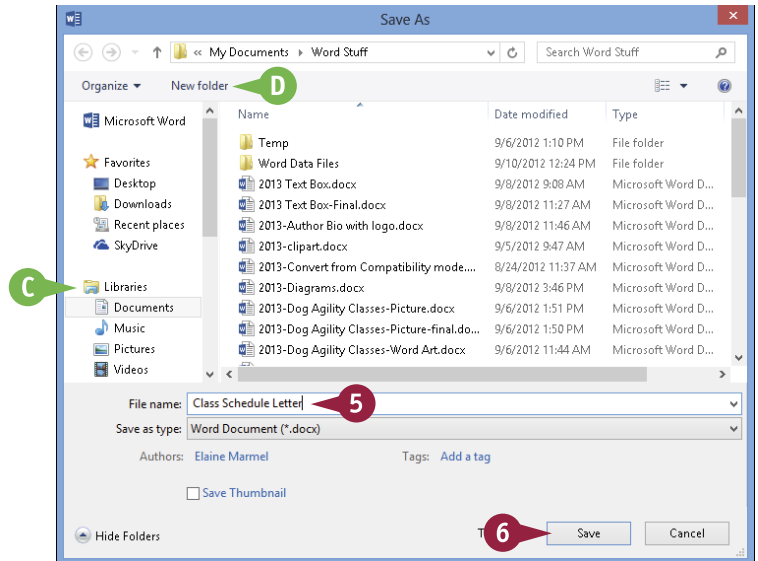 Save As
« My Documents Word Stuff Search Word Stuff
Organize New folder D
Name Date modified Type
Microsoft Word
Temp 9/6/2012 1:10 PM File folder
Favorites Word Data Files 9/10/2012 12:24 PM File folder
Desktop 2013 Text Box.docx 9/8/2012 9:08 AM Microsoft Word D...
Downloads 2013 Text Box-Final.docx 9/8/2012 11:27 AM Microsoft Word D...
Recent places 2013-Author Bio with logo.docx 9/8/2012 11:46 AM Microsoft Word D...
SkyDrive 2013-clipart.docx 9/5/2012 9:47 AM Microsoft Word D...
2013-Convert from Compatibility mode.... 8/24/2012 11:37 AM Microsoft Word D...
C Libraries 2013-Diagrams.docx 9/8/2012 3:46 PM Microsoft Word D...
Documents 2013-Dog Agility Classes-Picture.docx 9/6/2012 1:51 PM Microsoft Word D...
Music 2013-Dog Agility Classes-Picture-final.do... 9/6/2012 1:50 PM Microsoft Word D...
Pictures 2013-Dog Agility Classes-Word Art.docx 9/6/2012 11:44 AM Microsoft Word D...
Videos
File name: Class Schedule Letter 5
Save as type: Word Document (*.docx)
Authors: Elaine Marmel Tags: Add a tag
Save Thumbnail
Hide Folders 6 Save Cancel